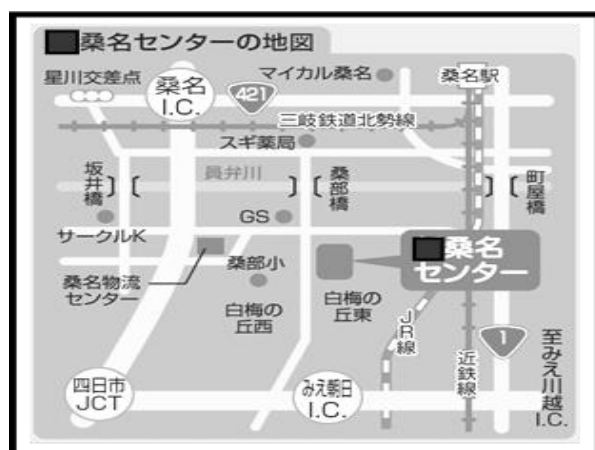 桑名センターの地図
星川交差点
桑名
I.C.
421
マイカル桑名
桑名駅
三岐鉄道北勢線
スギ薬局
坂井橋
員弁川
桑部橋
町屋橋
サークルK
GS
桑名
センター
桑名物流
センター
桑部小
白梅の
丘西
白梅の
丘東
JR線
近鉄線
1
至みえ川越I.C.
四日市
JCT
みえ朝日
I.C.